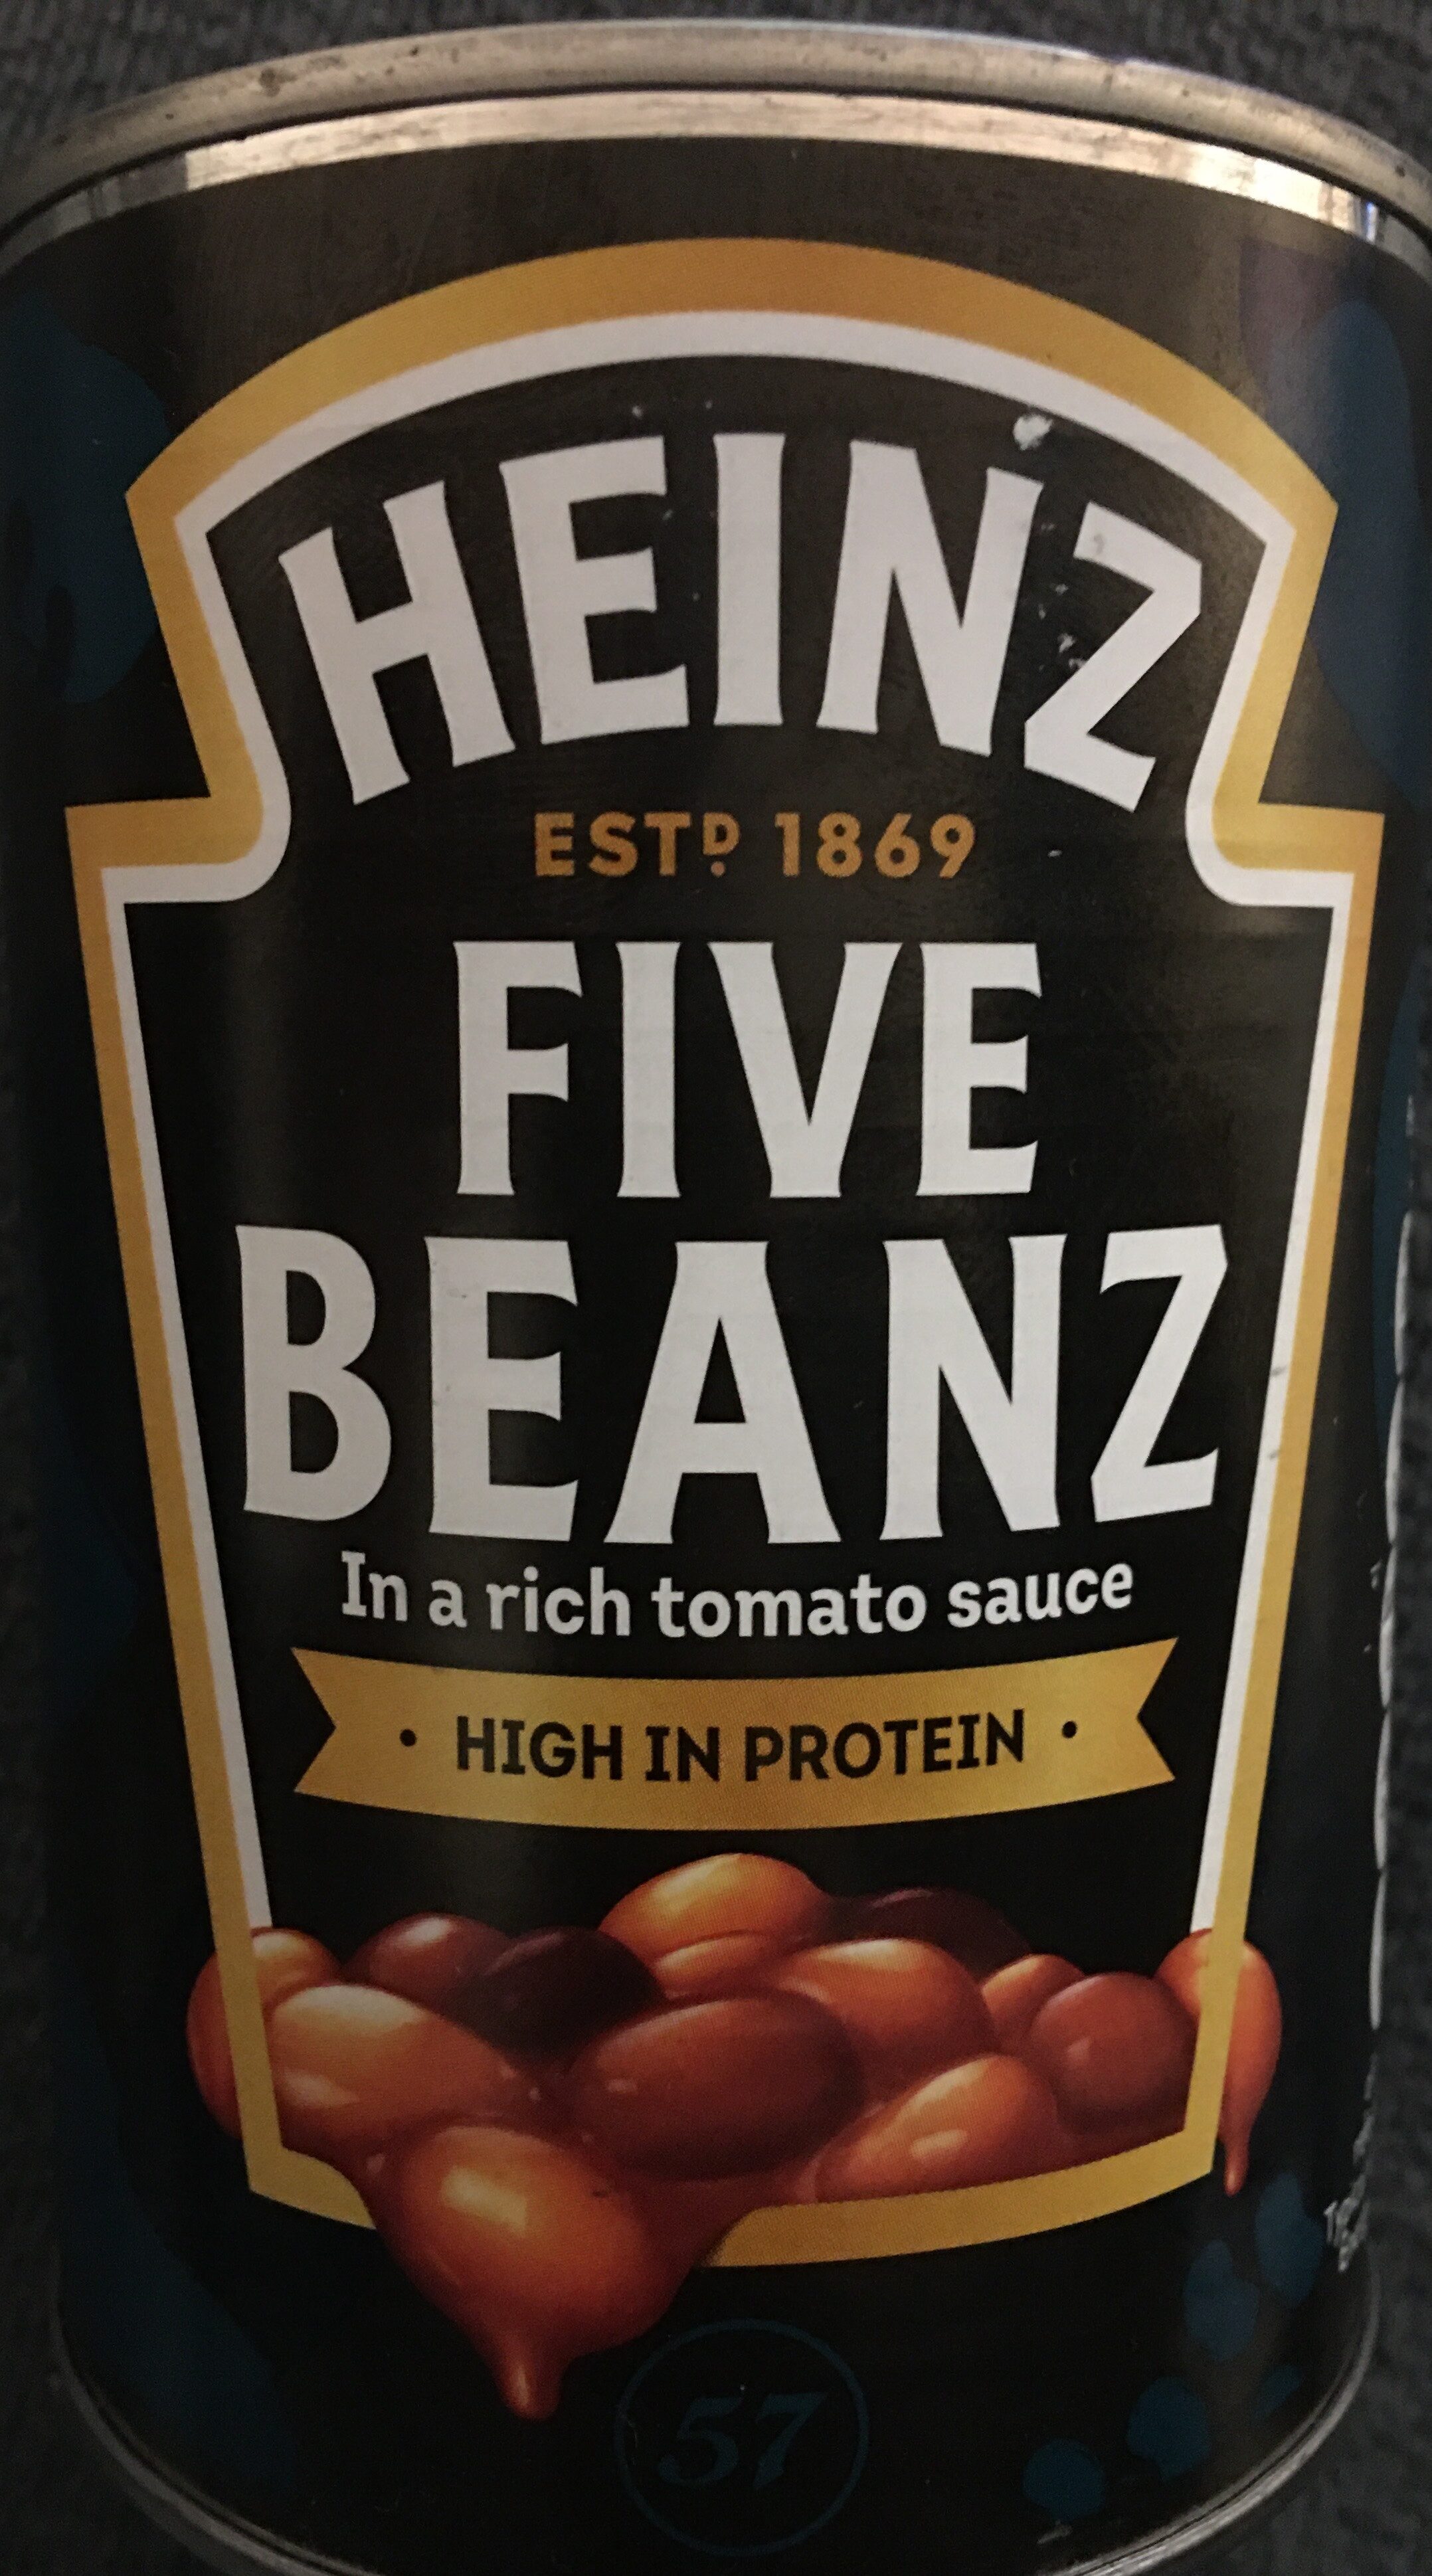 HEINZ
ESTD 1869
FIVE
BEANZ
In a rich tomato sauce
• HIGH IN PROTEIN •
57